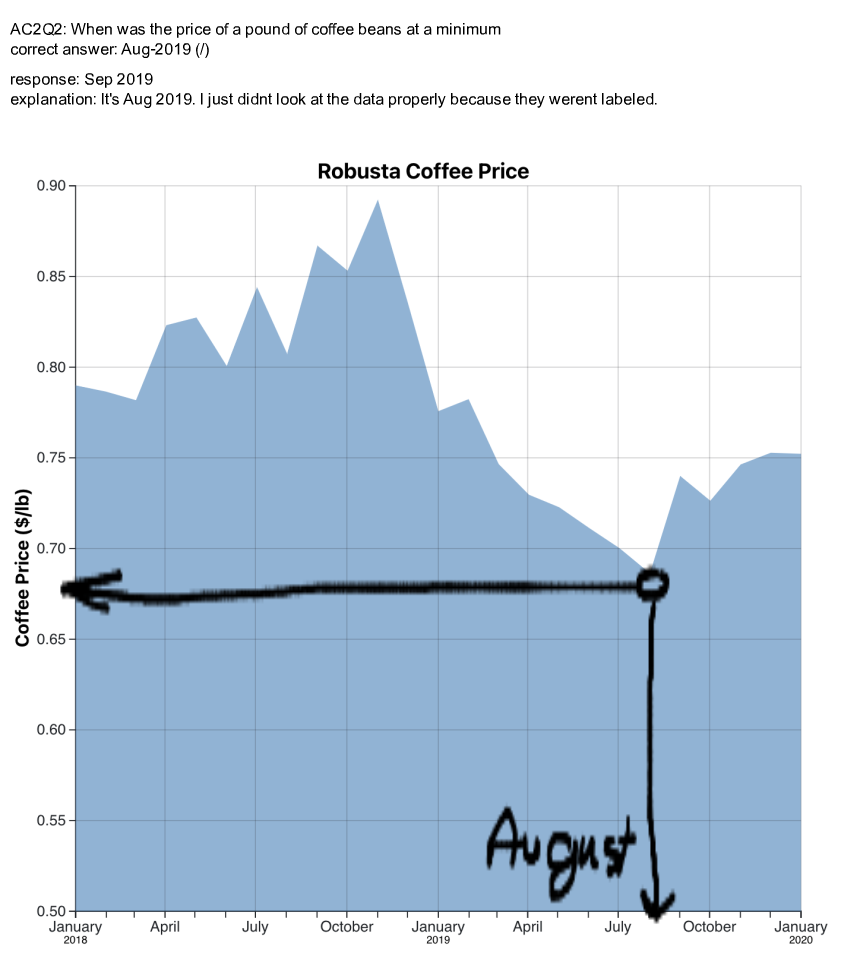 AC2Q2: When was the price of a pound of coffee beans at a minimum
correct answer: Aug-2019 (/)
response: Sep 2019
explanation: It's Aug 2019. I just didnt look at the data properly because they werent labeled.
Robusta Coffee Price
0.90
0.85
0.80
0.75
0.70
0.65
0.60
0.55
0.50
Coffee Price ($/lb)
August
January April July October January April July October January
2018 2019 2020